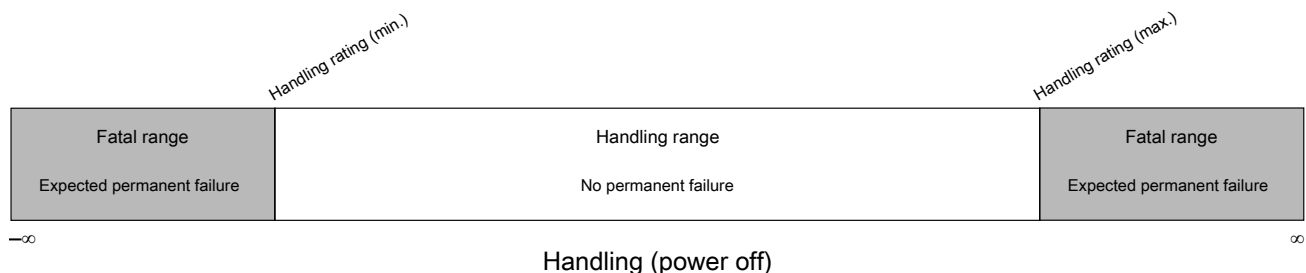 Handling rating (min.)
Handling rating (max.)
Fatal range
Handling range
Fatal range
Expected permanent failure
No permanent failure
Expected permanent failure
–∞
∞
Handling (power off)